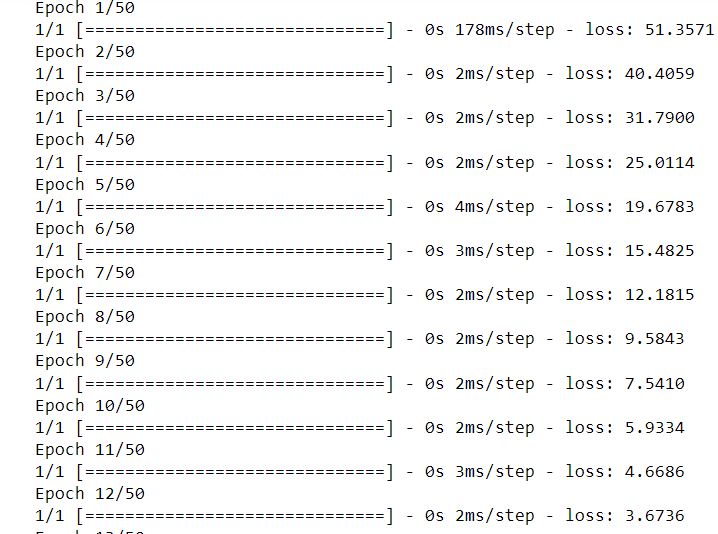 Epoch 1/50
1/1 [==============================] - 0s 178ms/step - loss: 51.3571
Epoch 2/50
1/1 [==============================] - 0s 2ms/step - loss: 40.4059
Epoch 3/50
1/1 [==============================] - 0s 2ms/step - loss: 31.7900
Epoch 4/50
1/1 [==============================] - 0s 2ms/step - loss: 25.0114
Epoch 5/50
1/1 [==============================] - 0s 4ms/step - loss: 19.6783
Epoch 6/50
1/1 [==============================] - 0s 3ms/step - loss: 15.4825
Epoch 7/50
1/1 [==============================] - 0s 2ms/step - loss: 12.1815
Epoch 8/50
1/1 [==============================] - 0s 2ms/step - loss: 9.5843
Epoch 9/50
1/1 [==============================] - 0s 2ms/step - loss: 7.5410
Epoch 10/50
1/1 [==============================] - 0s 2ms/step - loss: 5.9334
Epoch 11/50
1/1 [==============================] - 0s 3ms/step - loss: 4.6686
Epoch 12/50
1/1 [==============================] - 0s 2ms/step - loss: 3.6736